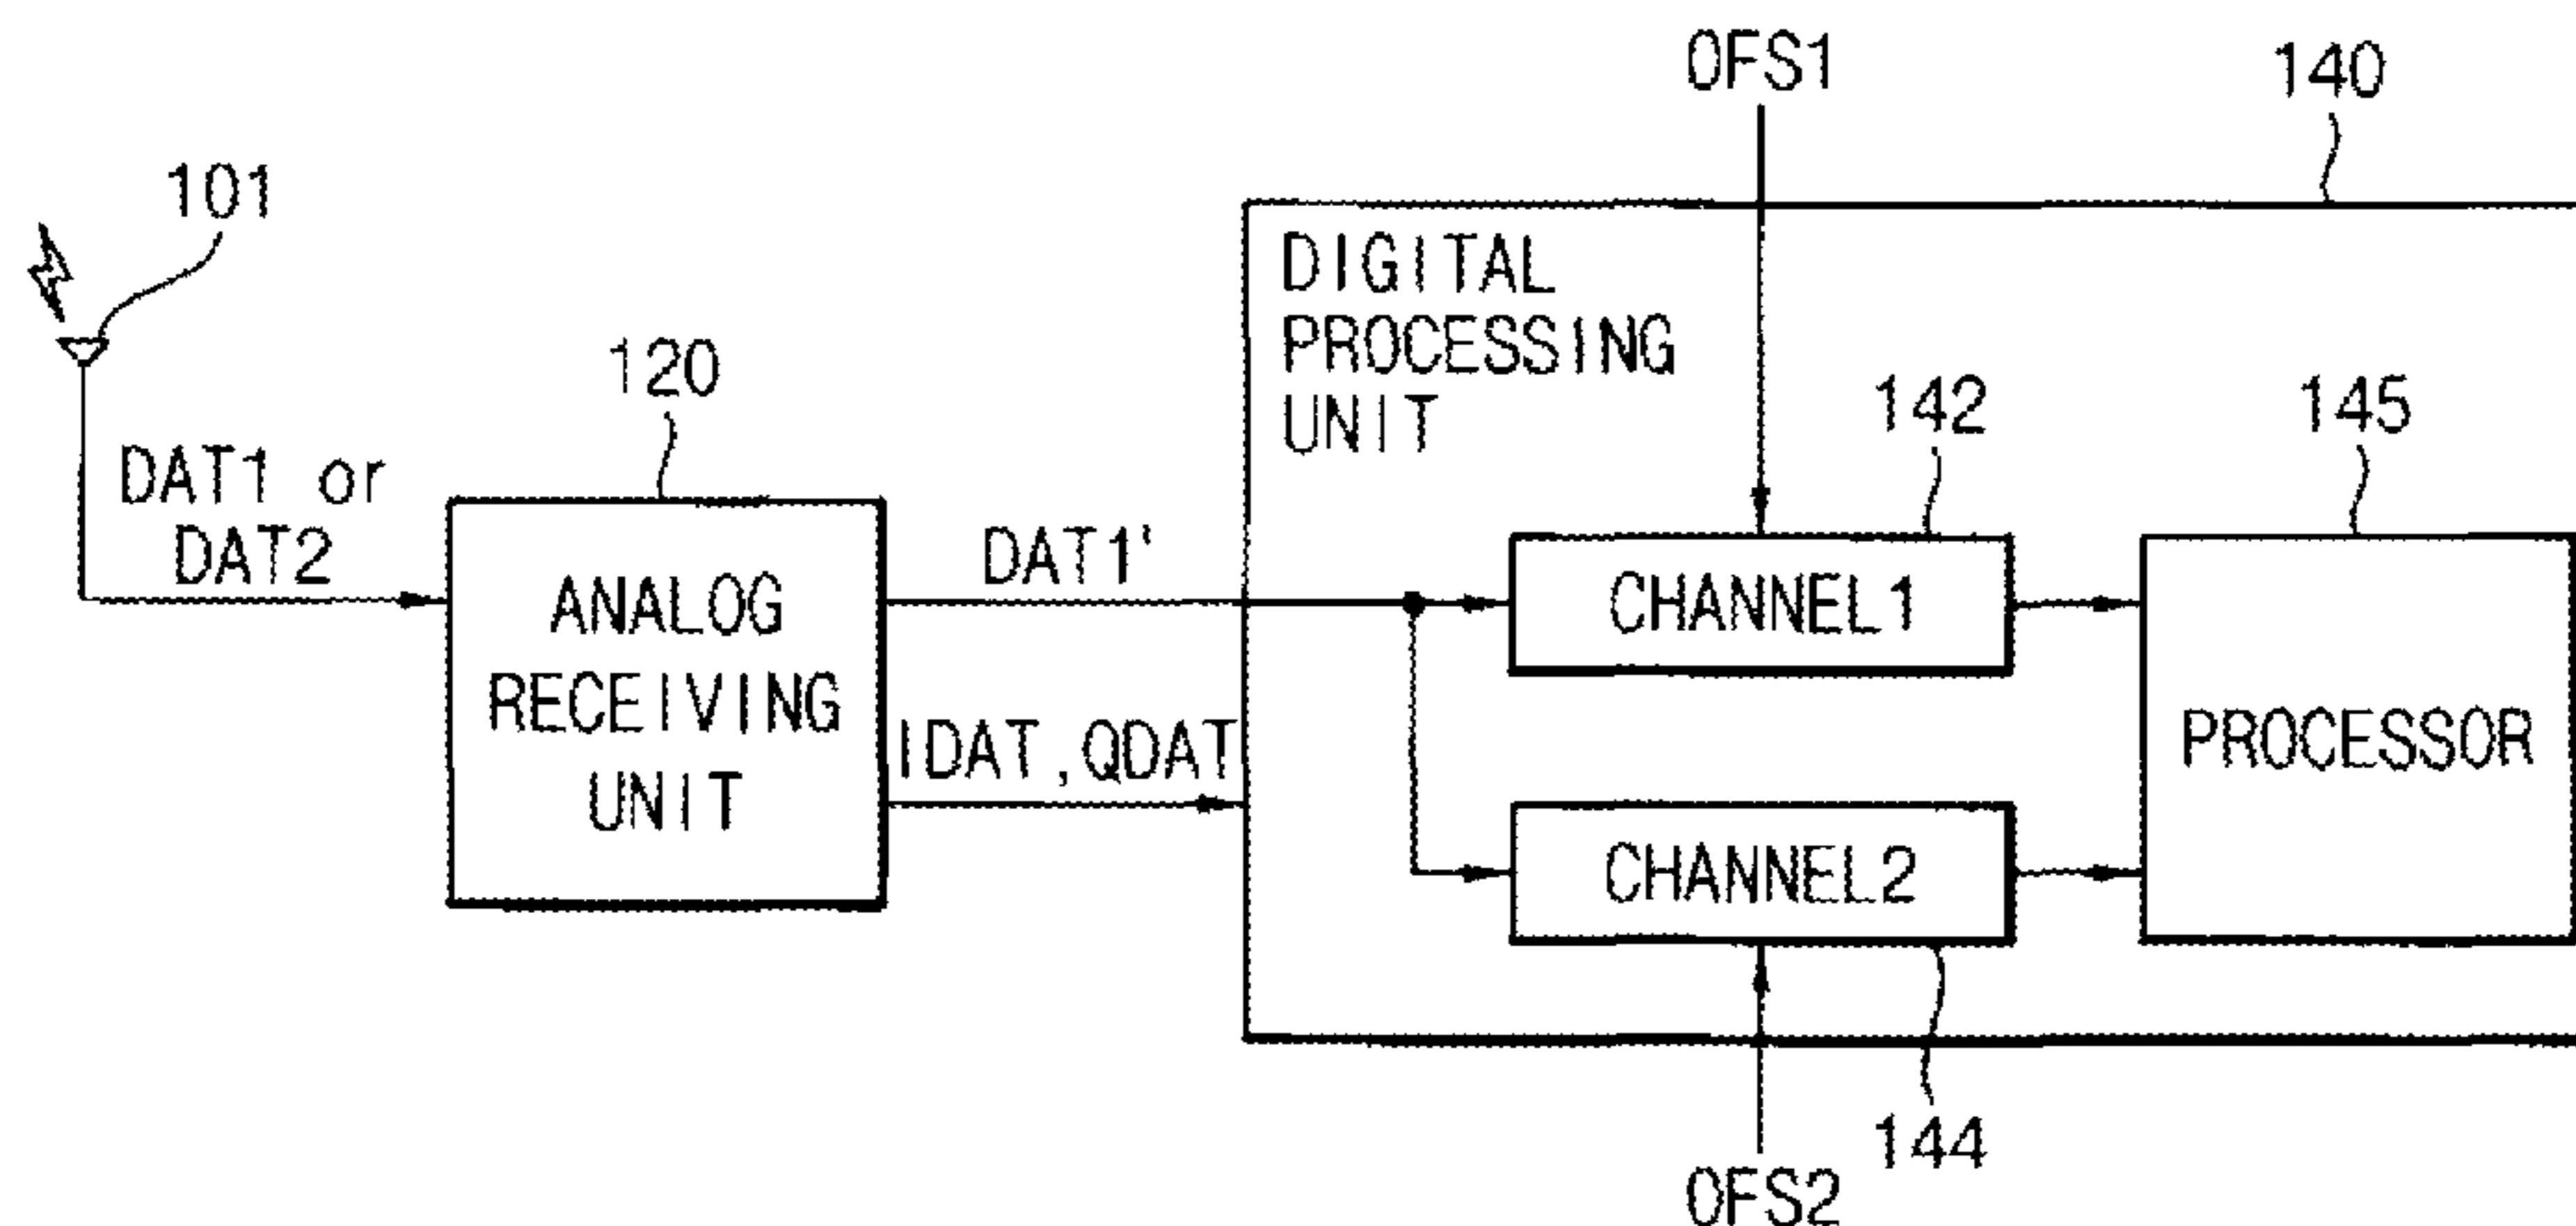 OFS1
140
101
DIGITAL
PROCESSING
UNIT
120
142
145
DAT1 or
DAT2
DAT1'
ANALOG
RECEIVING
UNIT
CHANNEL1
IDAT,QDAT
PROCESSOR
CHANNEL2
144
OFS2